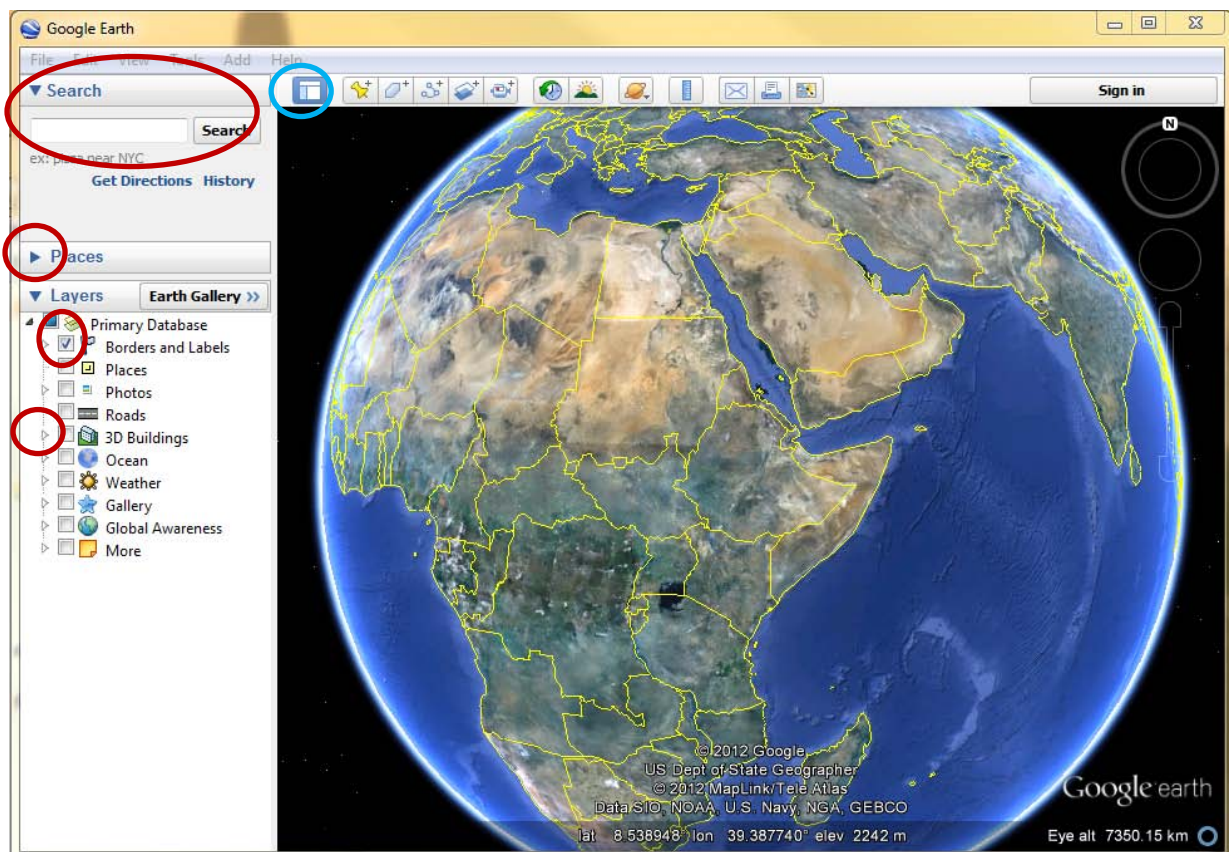 Google Earth
File Edit View Tools Add Help
Search
Search
ex: pizza near NYC
Get Directions History
Places
Layers Earth Gallery >>
Primary Database
Borders and Labels
Places
Photos
Roads
3D Buildings
Ocean
Weather
Gallery
Global Awareness
More
Sign in
N
© 2012 Google
US Dept of State Geographer
© 2012 MapLink/Tele Atlas
Data SIO, NOAA, U.S. Navy, NGA, GEBCO
Google earth
lat 8.538948° lon 39.387740° elev 2242 m
Eye alt 7350.15 km